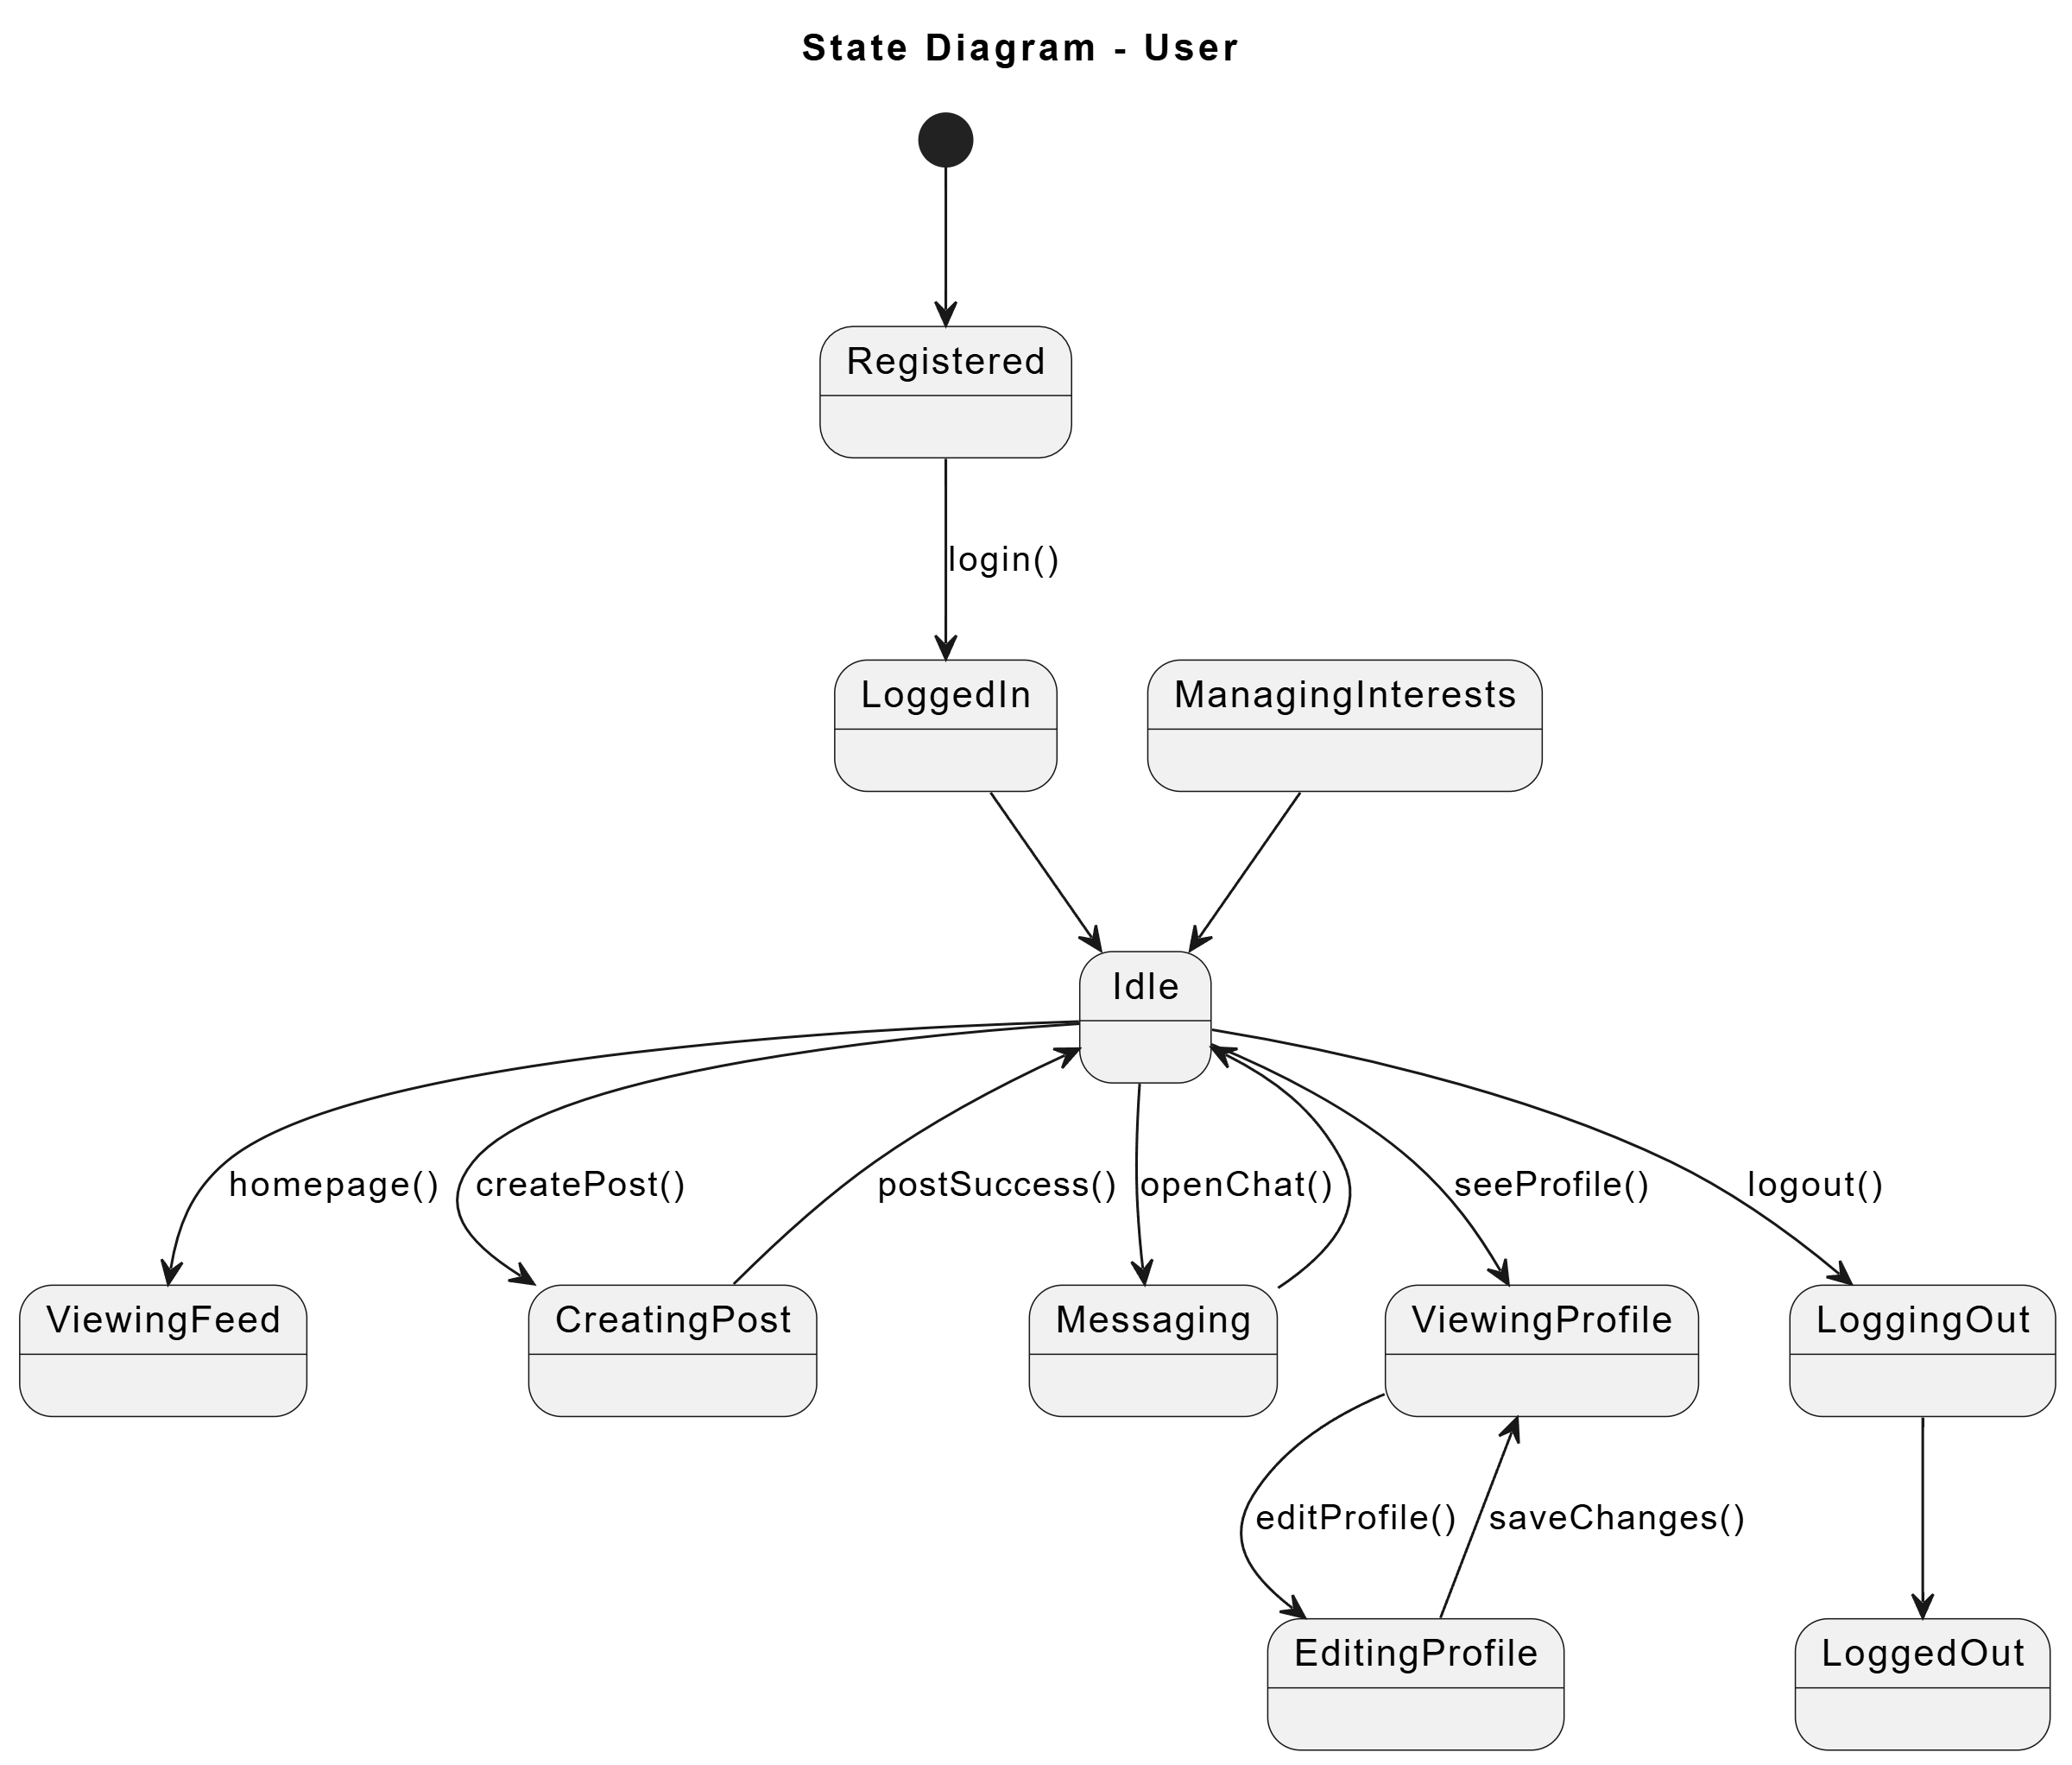 State Diagram - User
Registered
login()
LoggedIn
ManagingInterests
Idle
homepage()
createPost()
postSuccess()
openChat()
seeProfile()
logout()
ViewingFeed
CreatingPost
Messaging
ViewingProfile
LoggingOut
editProfile()
saveChanges()
EditingProfile
LoggedOut